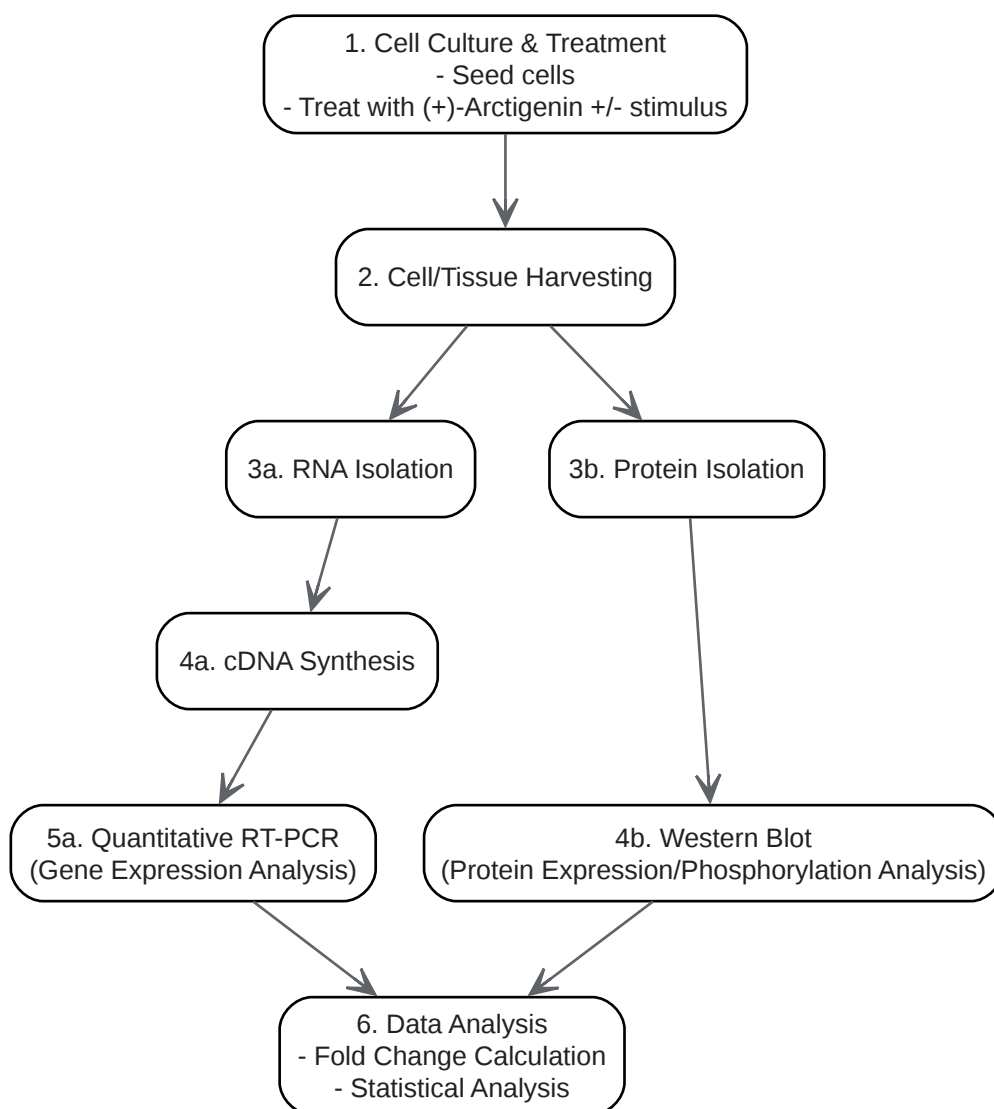 1. Cell Culture & Treatment
- Seed cells
- Treat with (+)-Arctigenin +/- stimulus
2. Cell/Tissue Harvesting
3a. RNA Isolation
3b. Protein Isolation
4a. cDNA Synthesis
5a. Quantitative RT-PCR
(Gene Expression Analysis)
4b. Western Blot
(Protein Expression/Phosphorylation Analysis)
6. Data Analysis
- Fold Change Calculation
- Statistical Analysis